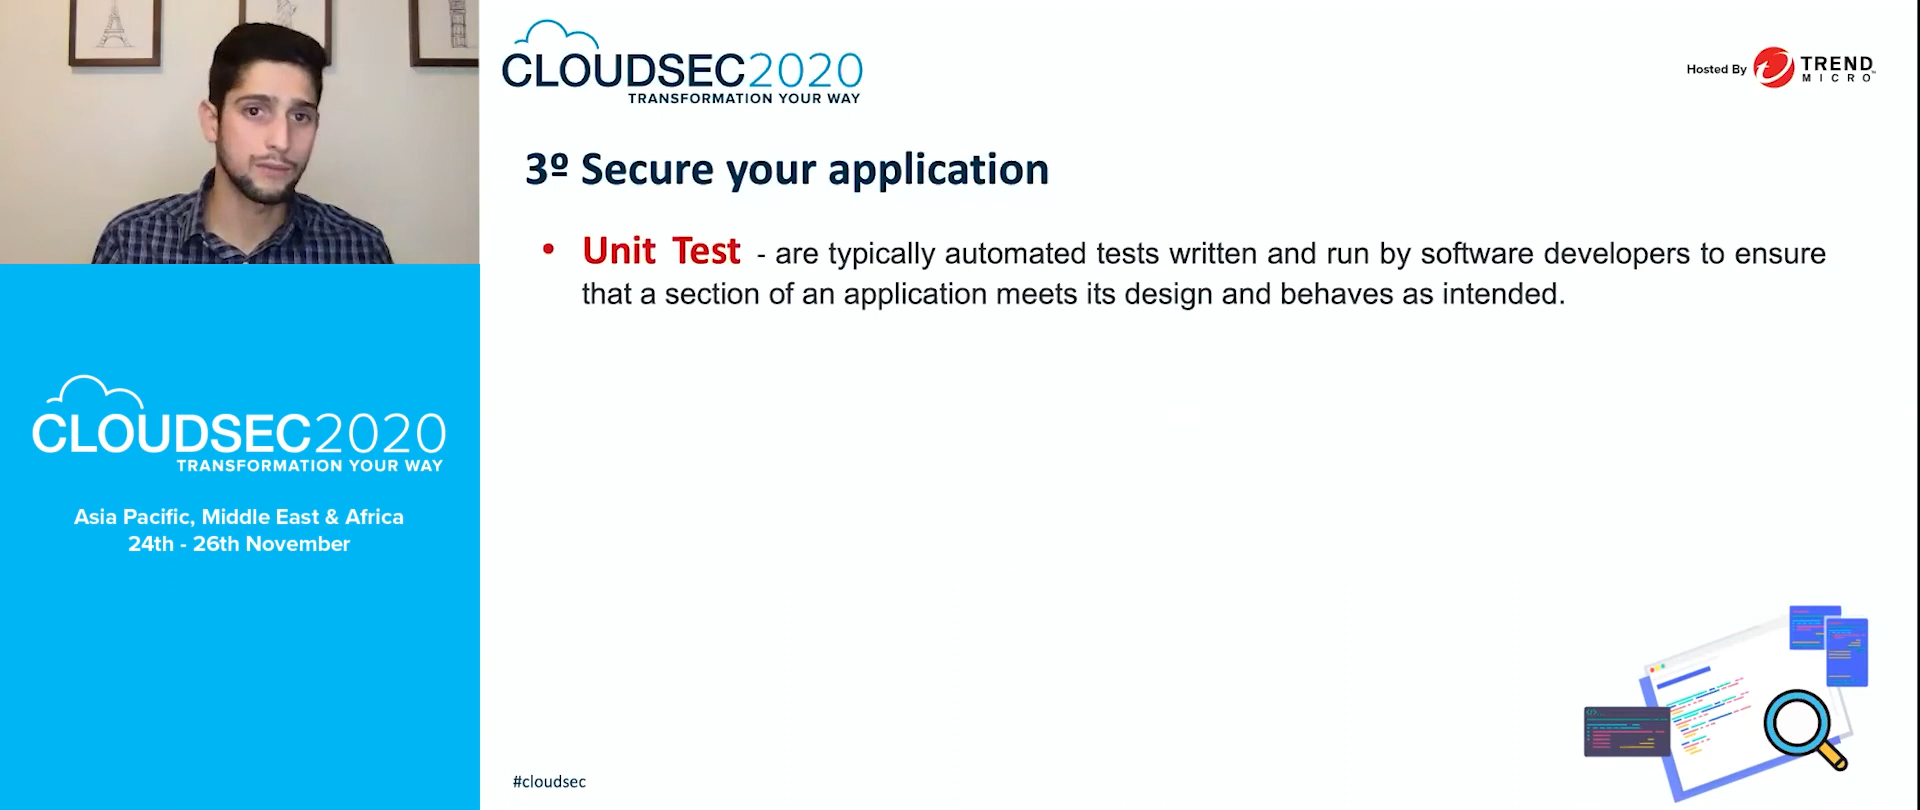 CLOUDSEC2020
TRANSFORMATION YOUR WAY
Hosted By
TREND
MICRO
3º Secure your application
• Unit Test - are typically automated tests written and run by software developers to ensure
that a section of an application meets its design and behaves as intended.
CLOUDSEC2020
TRANSFORMATION YOUR WAY
Asia Pacific, Middle East & Africa
24th - 26th November
#cloudsec